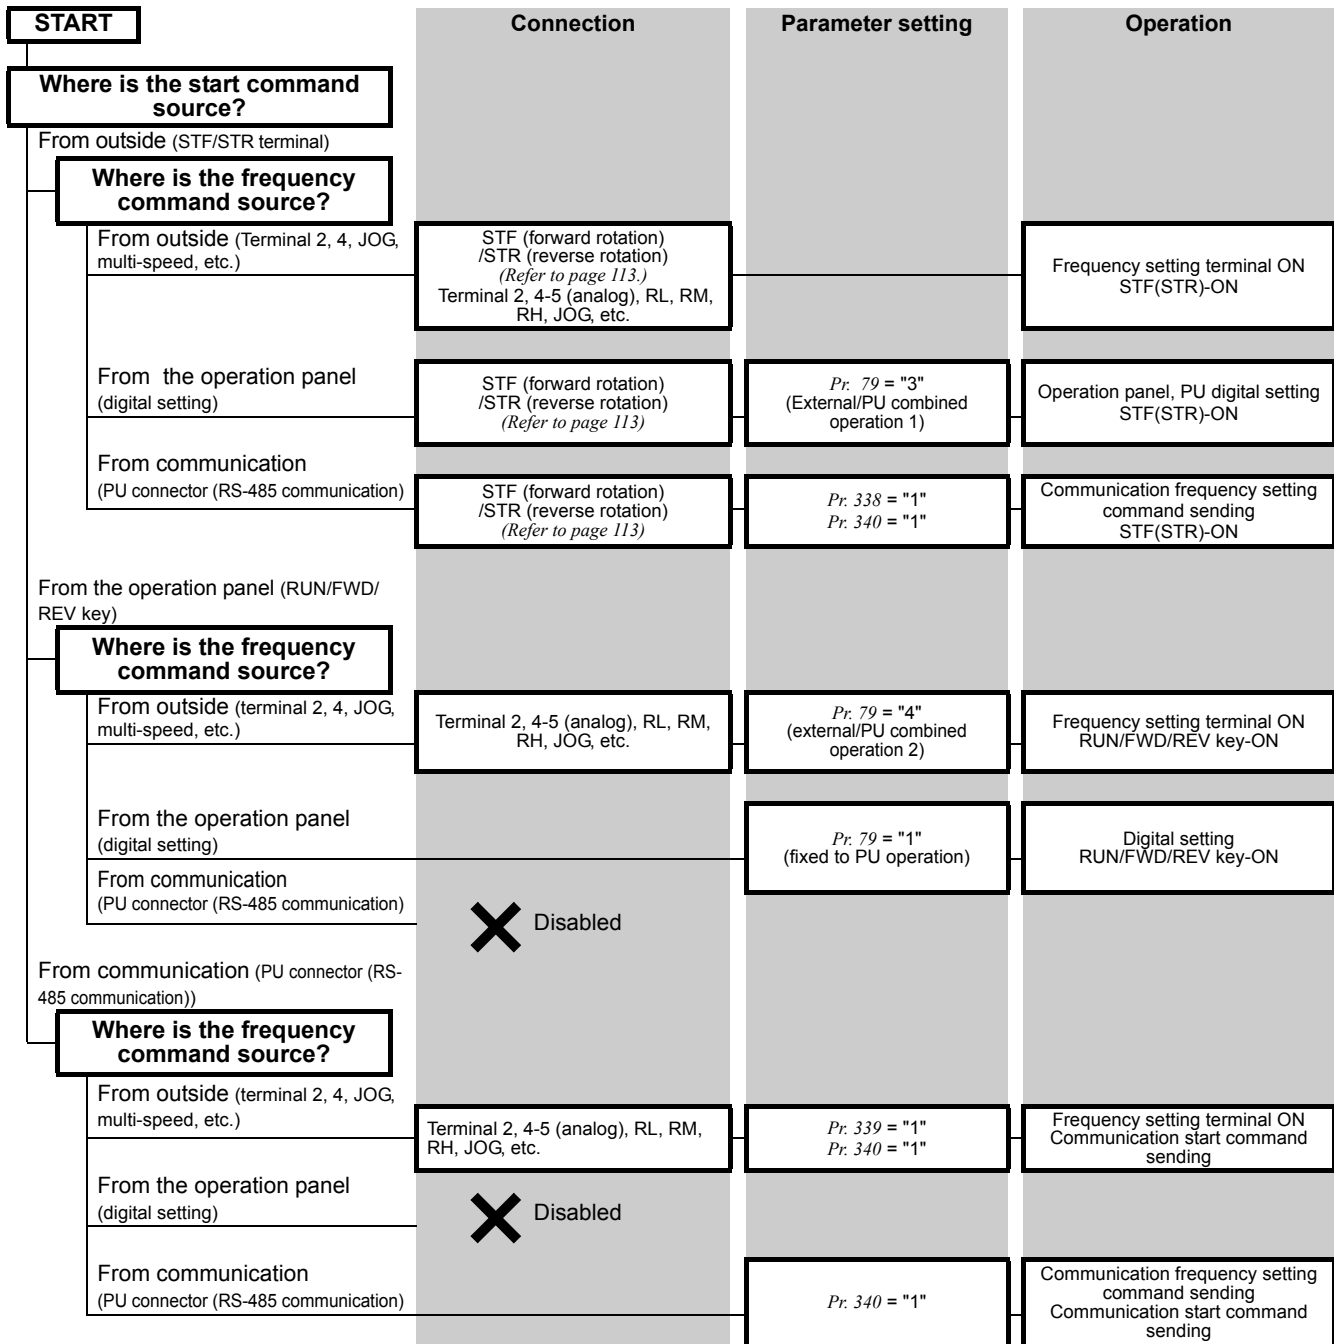 START
Connection
Parameter setting
Operation
Where is the start command
source?
From outside (STF/STR terminal)
Where is the frequency
command source?
From outside (Terminal 2, 4, JOG,
multi-speed, etc.)
STF (forward rotation)
/STR (reverse rotation)
(Refer to page 113.)
Terminal 2, 4-5 (analog), RL, RM,
RH, JOG, etc.
Frequency setting terminal ON
STF(STR)-ON
From the operation panel
(digital setting)
STF (forward rotation)
/STR (reverse rotation)
(Refer to page 113)
Pr. 79 = "3"
(External/PU combined
operation 1)
Operation panel, PU digital setting
STF(STR)-ON
From communication
(PU connector (RS-485 communication)
STF (forward rotation)
/STR (reverse rotation)
(Refer to page 113)
Pr. 338 = "1"
Pr. 340 = "1"
Communication frequency setting
command sending
STF(STR)-ON
From the operation panel (RUN/FWD/
REV key)
Where is the frequency
command source?
From outside (terminal 2, 4, JOG,
multi-speed, etc.)
Terminal 2, 4-5 (analog), RL, RM,
RH, JOG, etc.
Pr. 79 = "4"
(external/PU combined
operation 2)
Frequency setting terminal ON
RUN/FWD/REV key-ON
From the operation panel
(digital setting)
Pr. 79 = "1"
(fixed to PU operation)
Digital setting
RUN/FWD/REV key-ON
From communication
(PU connector (RS-485 communication)
Disabled
From communication (PU connector (RS-
485 communication))
Where is the frequency
command source?
From outside (terminal 2, 4, JOG,
multi-speed, etc.)
Terminal 2, 4-5 (analog), RL, RM,
RH, JOG, etc.
Pr. 339 = "1"
Pr. 340 = "1"
Frequency setting terminal ON
Communication start command
sending
From the operation panel
(digital setting)
Disabled
From communication
(PU connector (RS-485 communication)
Pr. 340 = "1"
Communication frequency setting
command sending
Communication start command
sending